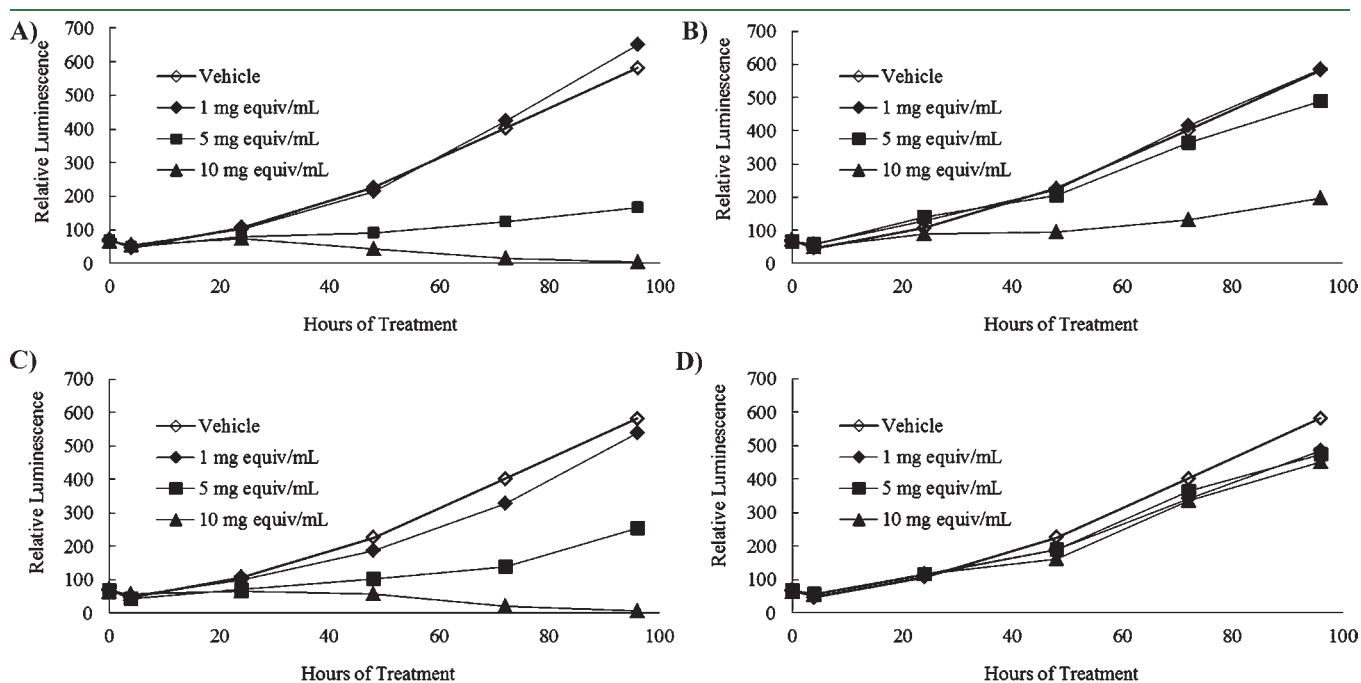 A)
Relative Luminescence
700
600
500
400
300
200
100
0
Vehicle
1 mg equiv/mL
5 mg equiv/mL
10 mg equiv/mL
0 20 40 60 80 100
Hours of Treatment
B)
Relative Luminescence
700
600
500
400
300
200
100
0
Vehicle
1 mg equiv/mL
5 mg equiv/mL
10 mg equiv/mL
0 20 40 60 80 100
Hours of Treatment
C)
Relative Luminescence
700
600
500
400
300
200
100
0
Vehicle
1 mg equiv/mL
5 mg equiv/mL
10 mg equiv/mL
0 20 40 60 80 100
Hours of Treatment
D)
Relative Luminescence
700
600
500
400
300
200
100
0
Vehicle
1 mg equiv/mL
5 mg equiv/mL
10 mg equiv/mL
0 20 40 60 80 100
Hours of Treatment